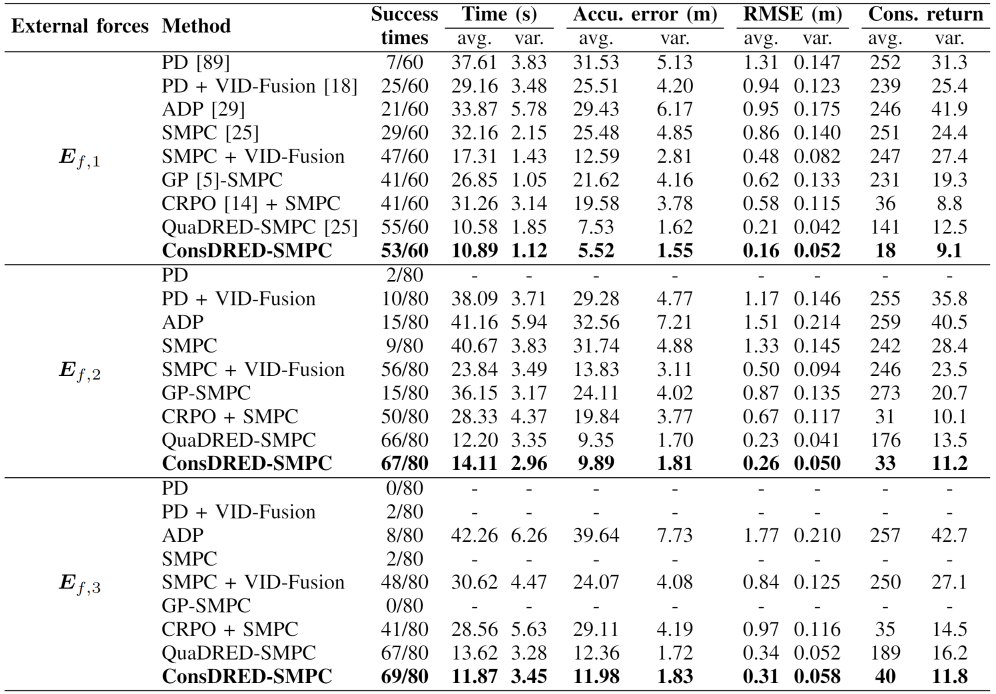 External forces Method Success times Time (s) Accu. error (m) RMSE (m) Cons. return
avg. var. avg. var. avg. var. avg. var.
PD [89] 7/60 37.61 3.83 31.53 5.13 1.31 0.147 252 31.3
PD + VID-Fusion [18] 25/60 29.16 3.48 25.51 4.20 0.94 0.123 239 25.4
ADP [29] 21/60 33.87 5.78 29.43 6.17 0.95 0.175 246 41.9
SMPC [25] 29/60 32.16 2.15 25.48 4.85 0.86 0.140 251 24.4
E_f,1 SMPC + VID-Fusion 47/60 17.31 1.43 12.59 2.81 0.48 0.082 247 27.4
GP [5]-SMPC 41/60 26.85 1.05 21.62 4.16 0.62 0.133 231 19.3
CRPO [14] + SMPC 41/60 31.26 3.14 19.58 3.78 0.58 0.115 36 8.8
QuaDRED-SMPC [25] 55/60 10.58 1.85 7.53 1.62 0.21 0.042 141 12.5
ConsDRED-SMPC 53/60 10.89 1.12 5.52 1.55 0.16 0.052 18 9.1
PD 2/80 - - - - - - - -
PD + VID-Fusion 10/80 38.09 3.71 29.28 4.77 1.17 0.146 255 35.8
ADP 15/80 41.16 5.94 32.56 7.21 1.51 0.214 259 40.5
SMPC 9/80 40.67 3.83 31.74 4.88 1.33 0.145 242 28.4
E_f,2 SMPC + VID-Fusion 56/80 23.84 3.49 13.83 3.11 0.50 0.094 246 23.5
GP-SMPC 15/80 36.15 3.17 24.11 4.02 0.87 0.135 273 20.7
CRPO + SMPC 50/80 28.33 4.37 19.84 3.77 0.67 0.117 31 10.1
QuaDRED-SMPC 66/80 12.20 3.35 9.35 1.70 0.23 0.041 176 13.5
ConsDRED-SMPC 67/80 14.11 2.96 9.89 1.81 0.26 0.050 33 11.2
PD 0/80 - - - - - - - -
PD + VID-Fusion 2/80 - - - - - - - -
ADP 8/80 42.26 6.26 39.64 7.73 1.77 0.210 257 42.7
SMPC 2/80 - - - - - - - -
E_f,3 SMPC + VID-Fusion 48/80 30.62 4.47 24.07 4.08 0.84 0.125 250 27.1
GP-SMPC 0/80 - - - - - - - -
CRPO + SMPC 41/80 28.56 5.63 29.11 4.19 0.97 0.116 35 14.5
QuaDRED-SMPC 67/80 13.62 3.28 12.36 1.72 0.34 0.052 189 16.2
ConsDRED-SMPC 69/80 11.87 3.45 11.98 1.83 0.31 0.058 40 11.8